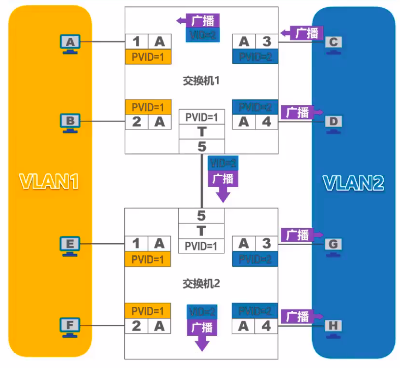 广播
VID=2
A
1 A
A 3
广播
C
PVID=1
PVID=2
交换机1
B
PVID=1
2 A
PVID=1
T
5
PVID=2
A 4
广播
D
VLAN1
VID=2
广播
VLAN2
E
1 A
PVID=1
5
T
PVID=1
A 3
PVID=2
广播
G
交换机2
F
PVID=1
2 A
VID=2
广播
PVID=2
A 4
广播
H